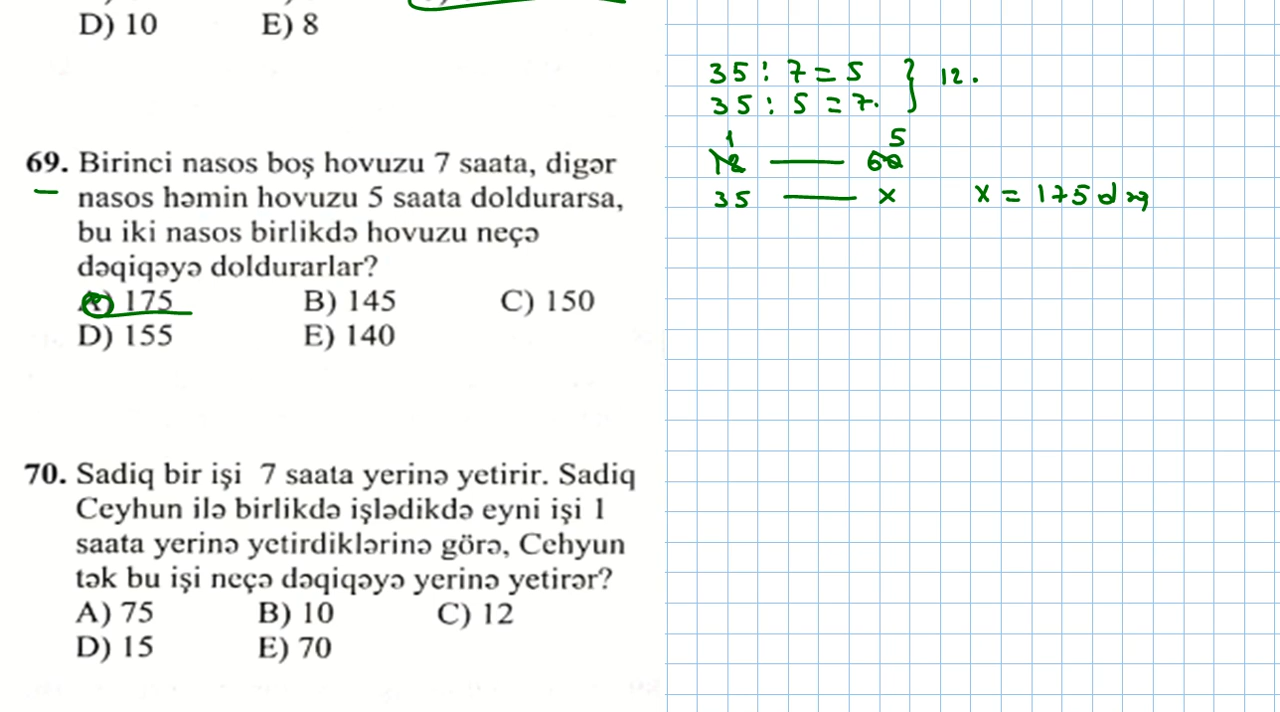 D) 10 E) 8
69. Birinci nasos boş hovuzu 7 saata, digər
nasos həmin hovuzu 5 saata doldurarsa,
bu iki nasos birlikdə hovuzu neçə
dəqiqəyə doldurarlar?
A) 175 B) 145 C) 150
D) 155 E) 140
70. Sadiq bir işi 7 saata yerinə yetirir. Sadiq
Ceyhun ilə birlikdə işlədikdə eyni işi 1
saata yerinə yetirdiklərinə görə, Cehyun
tək bu işi neçə dəqiqəyə yerinə yetirər?
A) 75 B) 10 C) 12
D) 15 E) 70
35 : 7 = 5 } 12.
35 : 5 = 7.
1 5
12 — 60
35 — x x = 175 dəq